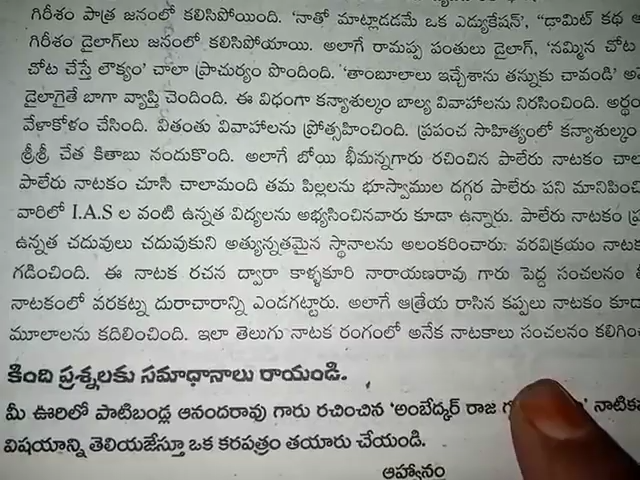 గిరీశం పాత్ర జనంలో కలిసిపోయింది. ‘నాతో మాట్లాడడమే ఒక ఎడ్యుకేషన్’, “డామిట్ కథ
గిరీశం డైలాగ్‌లు జనంలో కలిసిపోయాయి. అలాగే రామప్ప పంతులు డైలాగ్, ‘నమ్మిన చోట
చోట చేస్తే లౌక్యం’ చాలా ప్రాచుర్యం పొందింది. ‘తాంబూలాలు ఇచ్చేశాను తన్నుకు చావండి’
డైలాగైతే బాగా వ్యాప్తి చెందింది. ఈ విధంగా కన్యాశుల్కం బాల్య వివాహాలను నిరసించింది.
వేళాకోళం చేసింది. వితంతు వివాహాలను ప్రోత్సహించింది. ప్రపంచ సాహిత్యంలో కన్యాశుల్కం
శ్రీశ్రీ చేత కితాబు నందుకొంది. అలాగే బోయి భీమన్నగారు రచించిన పాలేరు నాటకం
పాలేరు నాటకం చూసి చాలామంది తమ పిల్లలను భూస్వాముల దగ్గర పాలేరు పని
వారిలో I.A.S ల వంటి ఉన్నత విద్యలను అభ్యసించినవారు కూడా ఉన్నారు. పాలేరు నాటకం
ఉన్నత చదువులు చదువుకుని అత్యున్నతమైన స్థానాలను అలంకరించారు. వరవిక్రయం
గడించింది. ఈ నాటక రచన ద్వారా కాళ్ళకూరి నారాయణరావు గారు పెద్ద సంచలనం
నాటకంలో వరకట్న దురాచారాన్ని ఎండగట్టారు. అలాగే ఆత్రేయ రాసిన కప్పలు నాటకం
మూలాలను కదిలించింది. ఇలా తెలుగు నాటక రంగంలో అనేక నాటకాలు సంచలనం
కింది ప్రశ్నలకు సమాధానాలు రాయండి.
మీ ఊరిలో పాటిబండ్ల ఆనందరావు గారు రచించిన ‘అంబేద్కర్ రాజ
విషయాన్ని తెలియజేస్తూ ఒక కరపత్రం తయారు చేయండి.
ఆహ్వానం